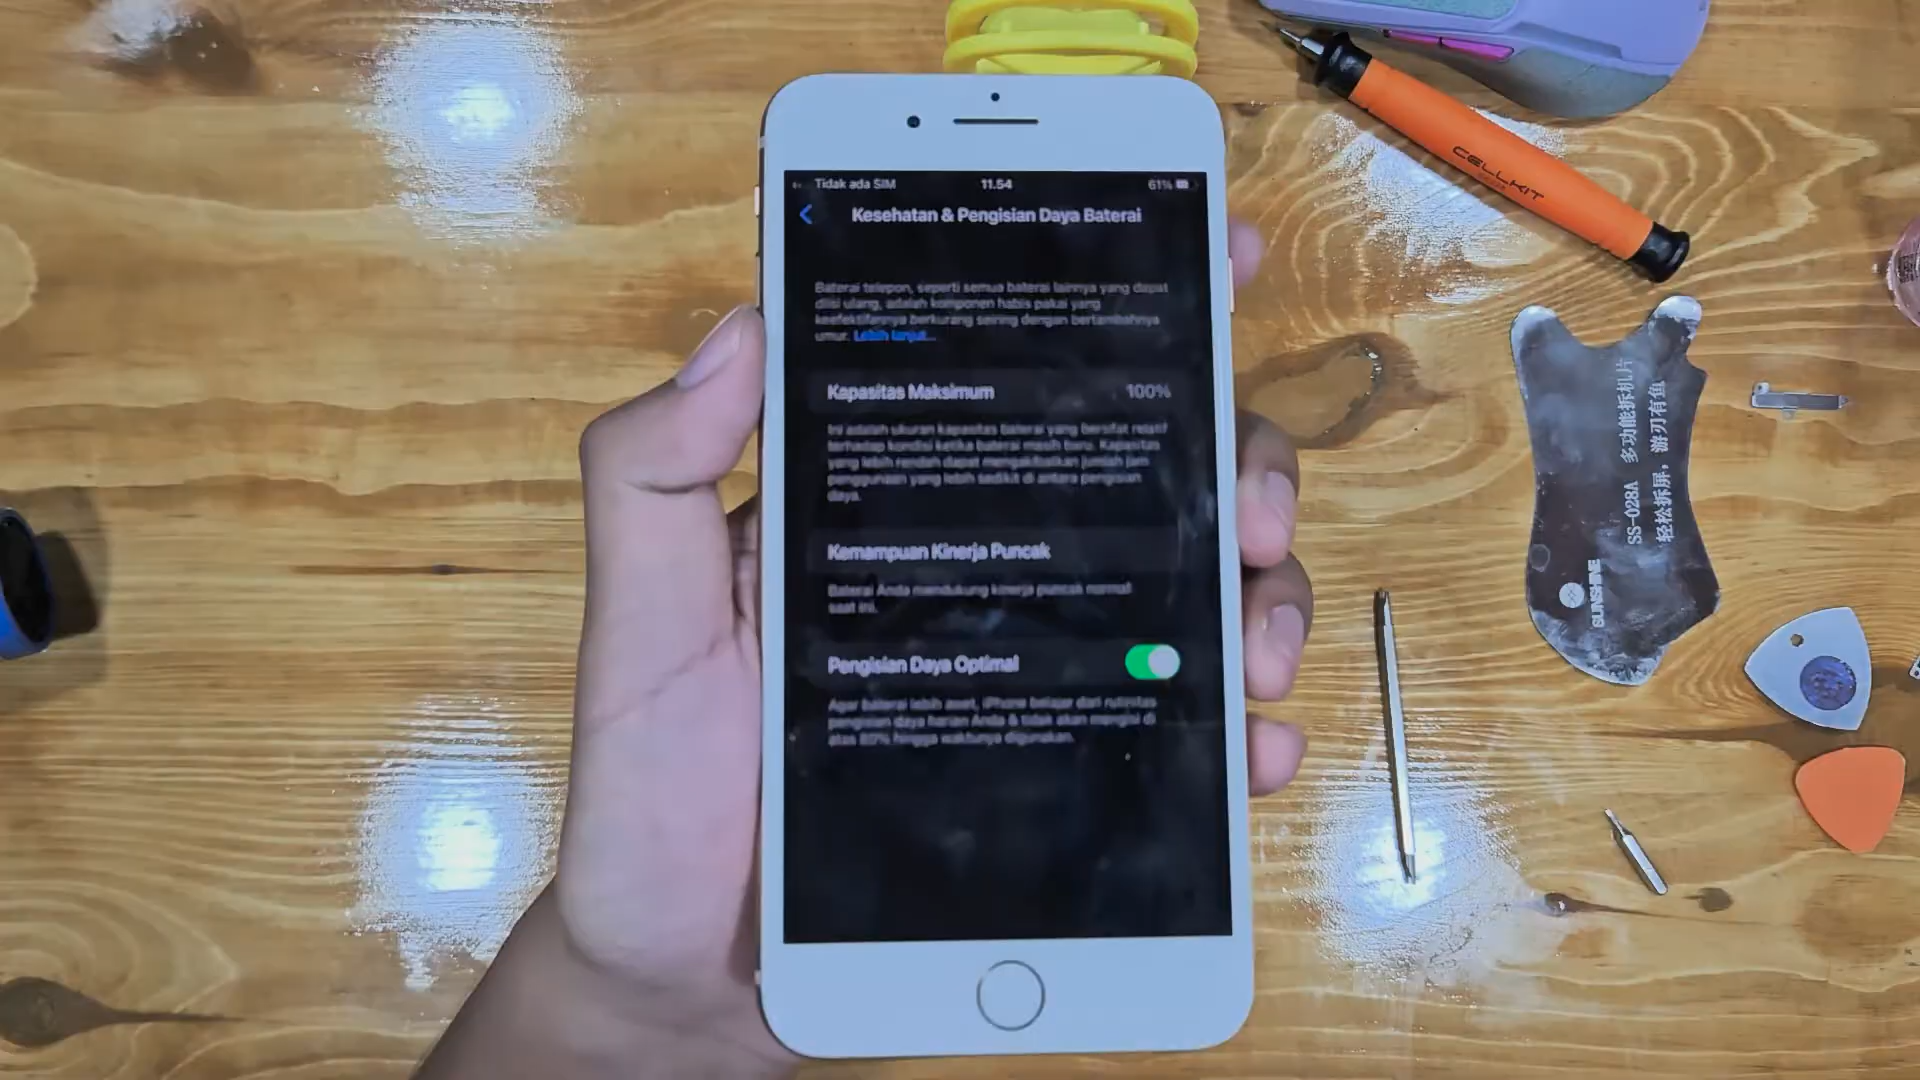 Tidak ada SIM 11.54 61%
Kesehatan & Pengisian Daya Baterai
Baterai telepon, seperti semua baterai lainnya yang dapat
diisi ulang, adalah komponen habis pakai yang
keefektifannya berkurang seiring dengan bertambahnya
umur. Lebih lanjut...
Kapasitas Maksimum 100%
Ini adalah ukuran kapasitas baterai yang bersifat relatif
terhadap kondisi ketika baterai masih baru. Kapasitas
yang lebih rendah dapat mengakibatkan jumlah jam
penggunaan yang lebih sedikit di antara pengisian
daya.
Kemampuan Kinerja Puncak
Baterai Anda mendukung kinerja puncak normal
saat ini.
Pengisian Daya Optimal
Agar baterai lebih awet, iPhone belajar dari rutinitas
pengisian daya harian Anda & tidak akan mengisi di
atas 80% hingga waktunya digunakan.
CELLKIT
SS-028A 多功能拆机片
轻松拆屏，游刃有鱼
SUNSHINE